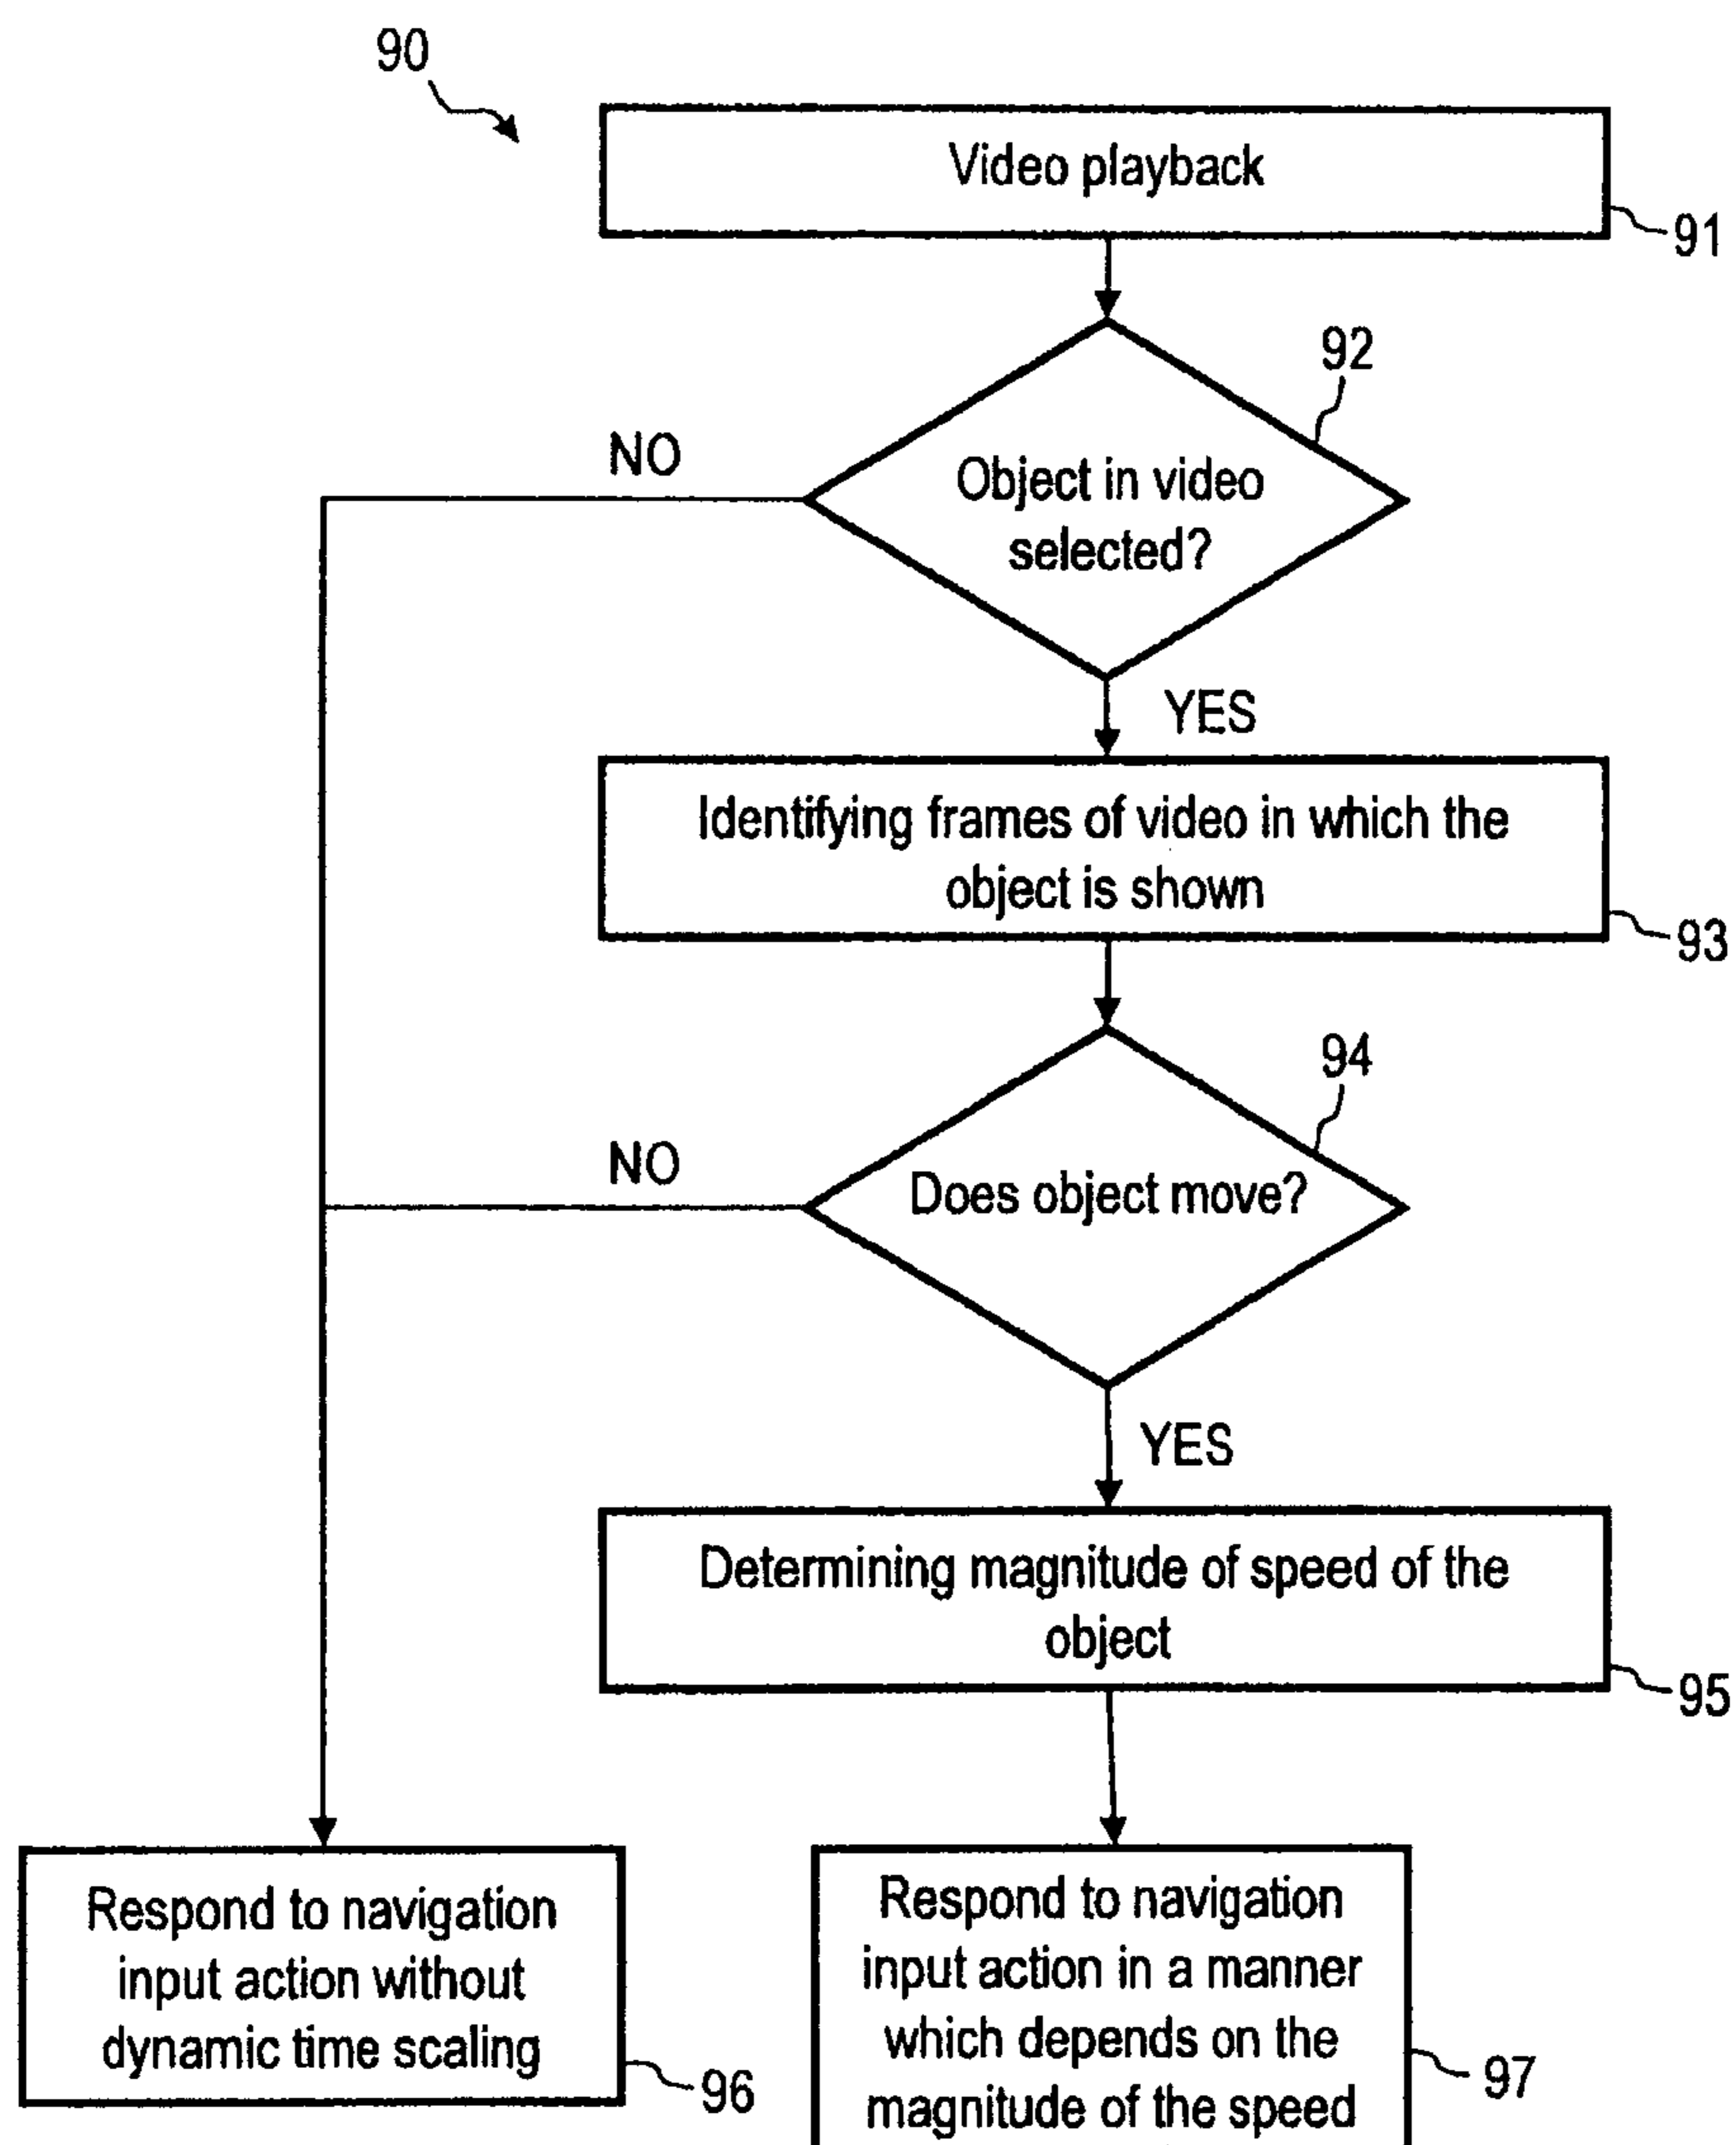 90
Video playback
91
92
NO
Object in video
selected?
YES
Identifying frames of video in which the
object is shown
93
94
NO
Does object move?
YES
Determining magnitude of speed of the
object
95
Respond to navigation
input action without
dynamic time scaling
96
Respond to navigation
input action in a manner
which depends on the
magnitude of the speed
97